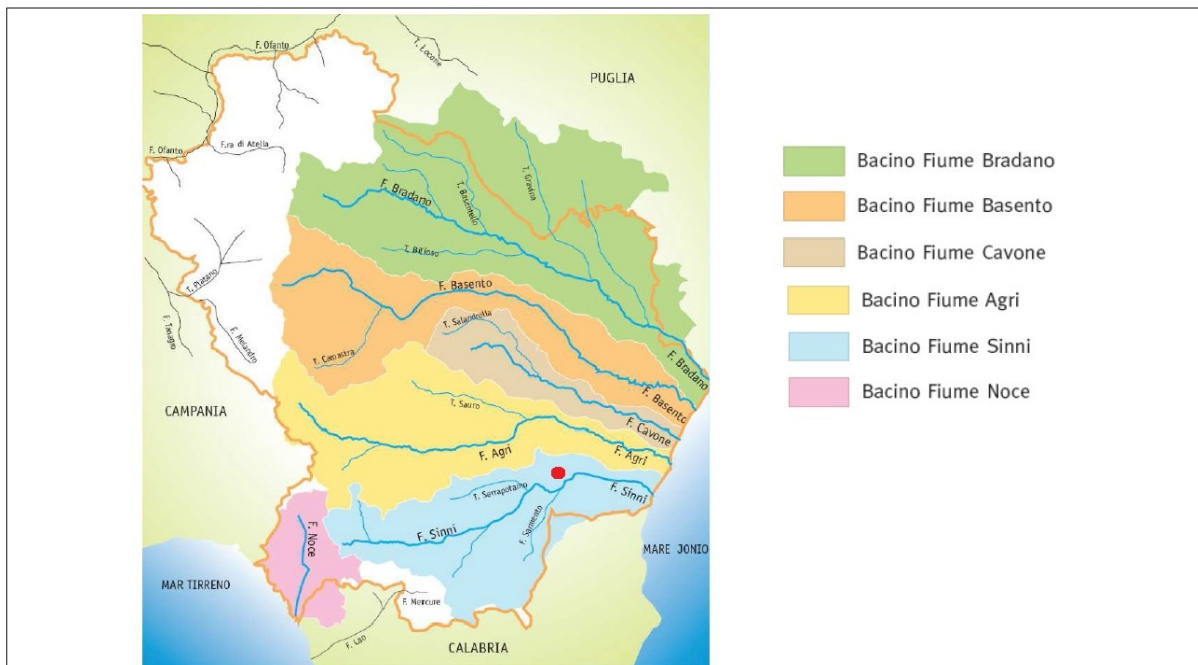 F. Ofanto
T. Locone
PUGLIA
F. Ofanto
F.ra di Atella
T. Gravina
T. Basentello
F. Bradano
T. Bilioso
T. Platano
F. Tanagro
F. Melandro
F. Basento
T. Salandrella
T. Camastra
F. Bradano
F. Basento
CAMPANIA
T. Sauro
F. Cavone
F. Agri
F. Agri
T. Serrapotamo
F. Sinni
F. Sinni
F. Sarmento
F. Noce
MAR TIRRENO
MARE JONIO
F. Mercure
F. Lao
CALABRIA
Bacino Fiume Bradano
Bacino Fiume Basento
Bacino Fiume Cavone
Bacino Fiume Agri
Bacino Fiume Sinni
Bacino Fiume Noce